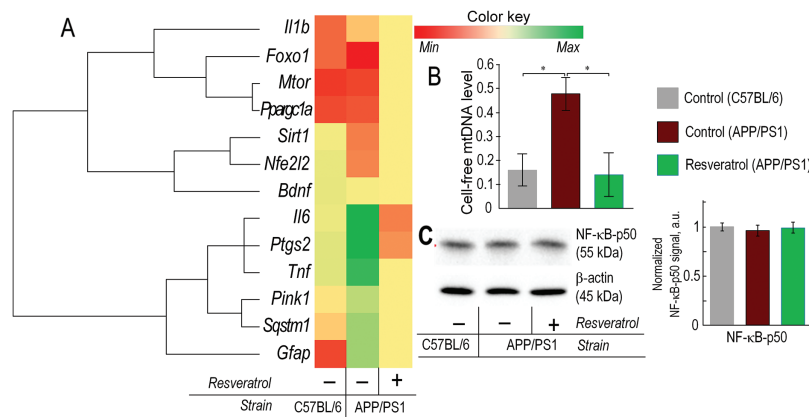 A
Il1b
Foxo1
Mtor
Ppargc1a
Sirt1
Nfe2l2
Bdnf
Il6
Ptgs2
Tnf
Pink1
Sqstm1
Gfap
Resveratrol − − +
Strain C57BL/6 APP/PS1
Color key
Min Max
B
Cell-free mtDNA level
0.6
0.5
0.4
0.3
0.2
0.1
0
* *
Control (C57BL/6)
Control (APP/PS1)
Resveratrol (APP/PS1)
C
NF-κB-p50
(55 kDa)
β-actin
(45 kDa)
− − + Resveratrol
C57BL/6 APP/PS1 Strain
Normalized
NF-κB-p50 signal, a.u.
1
0.5
0
NF-κB-p50